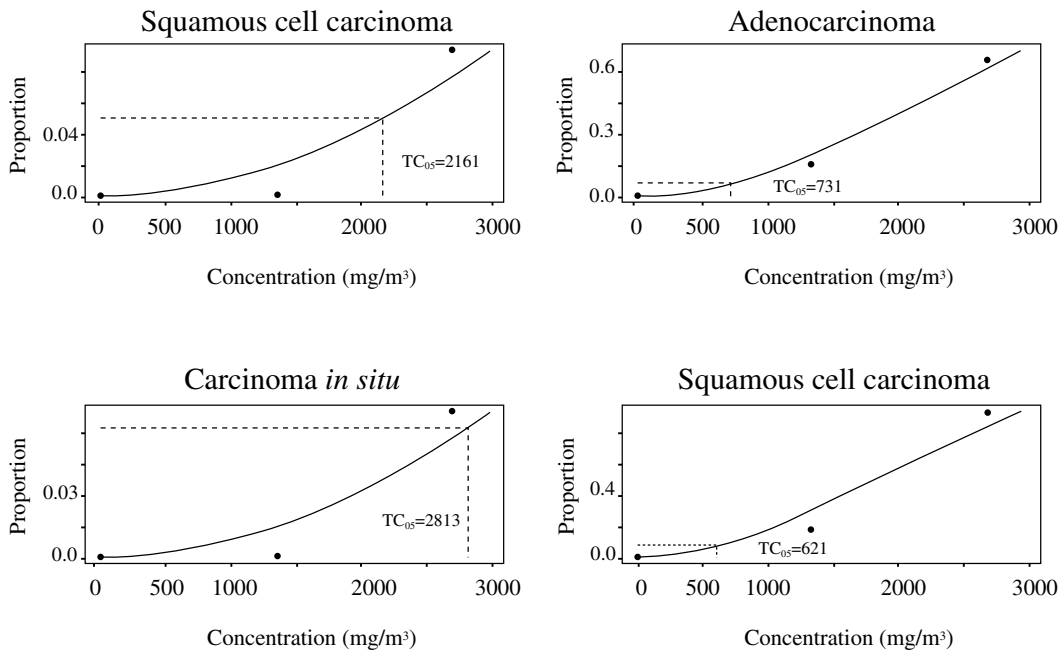 Squamous cell carcinoma
Proportion
0.04
0.0
TC₀₅=2161
0 500 1000 2000 3000
Concentration (mg/m³)
Adenocarcinoma
Proportion
0.6
0.3
0.0
TC₀₅=731
0 500 1000 2000 3000
Concentration (mg/m³)
Carcinoma in situ
Proportion
0.03
0.0
TC₀₅=2813
0 500 1000 2000 3000
Concentration (mg/m³)
Squamous cell carcinoma
Proportion
0.4
0.0
TC₀₅=621
0 500 1000 2000 3000
Concentration (mg/m³)